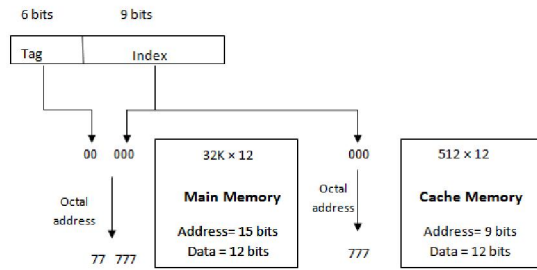 6 bits 9 bits
Tag Index
00 000 32K × 12 000 512 × 12
Octal address Main Memory Octal address Cache Memory
Address= 15 bits Address= 9 bits
Data = 12 bits Data = 12 bits
77 777 777